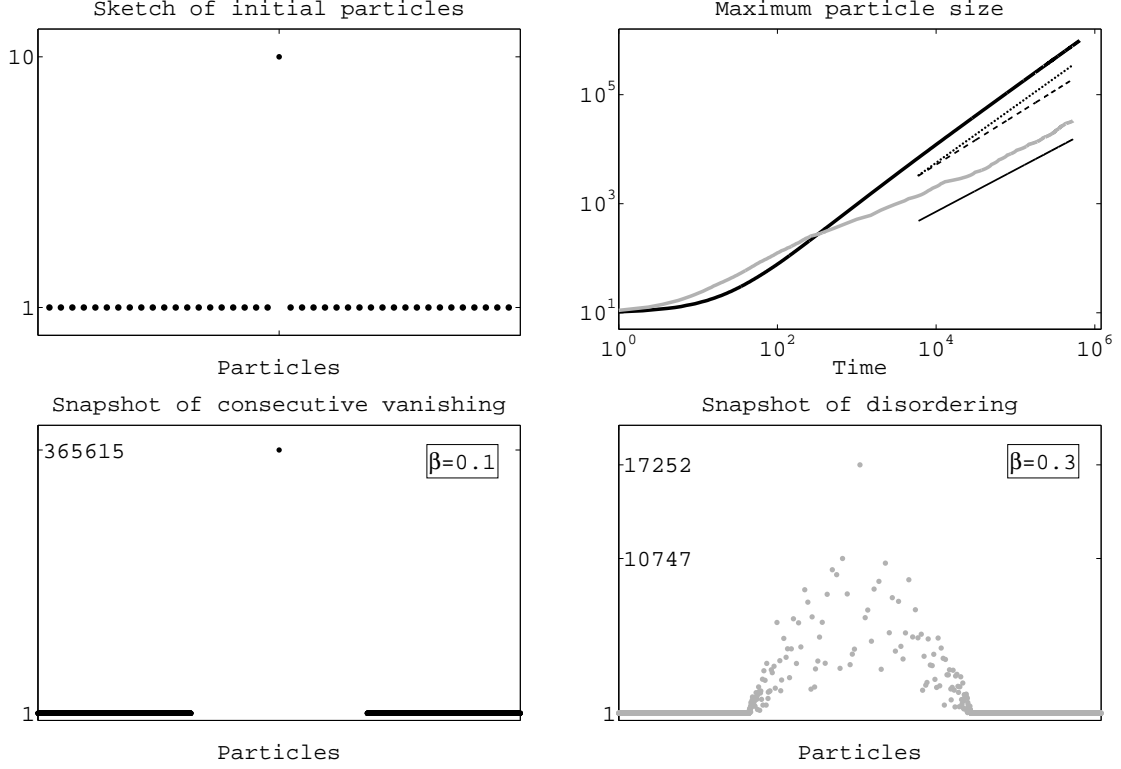 Sketch of initial particles
10
1
Particles
Maximum particle size
10^5
10^3
10^1
10^0
10^2
10^4
10^6
Time
Snapshot of consecutive vanishing
365615
β=0.1
1
Particles
Snapshot of disordering
17252
β=0.3
10747
1
Particles